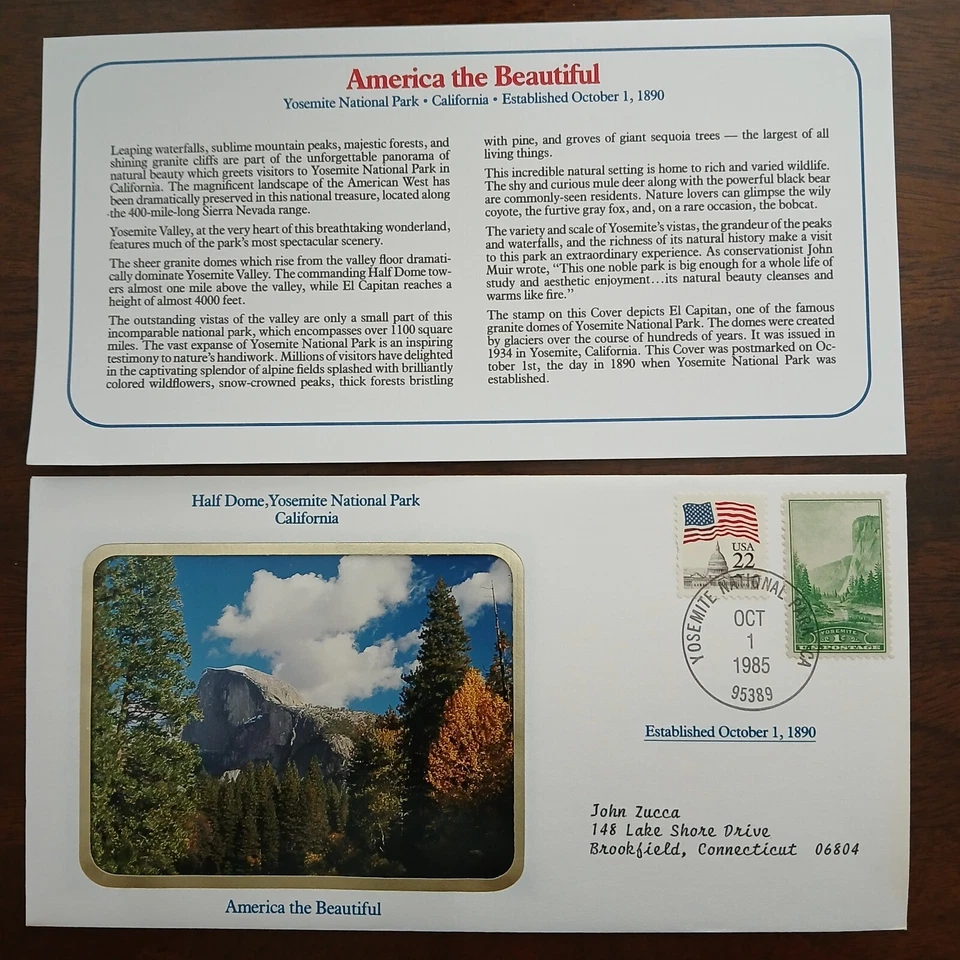 America the Beautiful
Yosemite National Park • California • Established October 1, 1890
Leaping waterfalls, sublime mountain peaks, majestic forests, and
shining granite cliffs are part of the unforgettable panorama of
natural beauty which greets visitors to Yosemite National Park in
California. The magnificent landscape of the American West has
been dramatically preserved in this national treasure, located along
the 400-mile-long Sierra Nevada range.
Yosemite Valley, at the very heart of this breathtaking wonderland,
features much of the park's most spectacular scenery.
The sheer granite domes which rise from the valley floor dramati-
cally dominate Yosemite Valley. The commanding Half Dome tow-
ers almost one mile above the valley, while El Capitan reaches a
height of almost 4000 feet.
The outstanding vistas of the valley are only a small part of this
incomparable national park, which encompasses over 1100 square
miles. The vast expanse of Yosemite National Park is an inspiring
testimony to nature's handiwork. Millions of visitors have delighted
in the captivating splendor of alpine fields splashed with brilliantly
colored wildflowers, snow-crowned peaks, thick forests bristling
with pine, and groves of giant sequoia trees — the largest of all
living things.
This incredible natural setting is home to rich and varied wildlife.
The shy and curious mule deer along with the powerful black bear
are commonly-seen residents. Nature lovers can glimpse the wily
coyote, the furtive gray fox, and, on a rare occasion, the bobcat.
The variety and scale of Yosemite's vistas, the grandeur of the peaks
and waterfalls, and the richness of its natural history make a visit
to this park an extraordinary experience. As conservationist John
Muir wrote, "This one noble park is big enough for a whole life of
study and aesthetic enjoyment...its natural beauty cleanses and
warms like fire."
The stamp on this Cover depicts El Capitan, one of the famous
granite domes of Yosemite National Park. The domes were created
by glaciers over the course of hundreds of years. It was issued in
1934 in Yosemite, California. This Cover was postmarked on Oc-
tober 1st, the day in 1890 when Yosemite National Park was
established.
Half Dome, Yosemite National Park
California
USA
22
YOSEMITE
1
U.S. POSTAGE
YOSEMITE NATIONAL PARK CA
OCT
1
1985
95389
Established October 1, 1890
John Zucca
148 Lake Shore Drive
Brookfield, Connecticut 06804
America the Beautiful